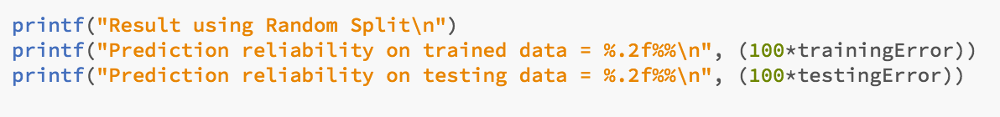 printf("Result using Random Split\n")
printf("Prediction reliability on trained data = %.2f%%\n", (100*trainingError))
printf("Prediction reliability on testing data = %.2f%%\n", (100*testingError))